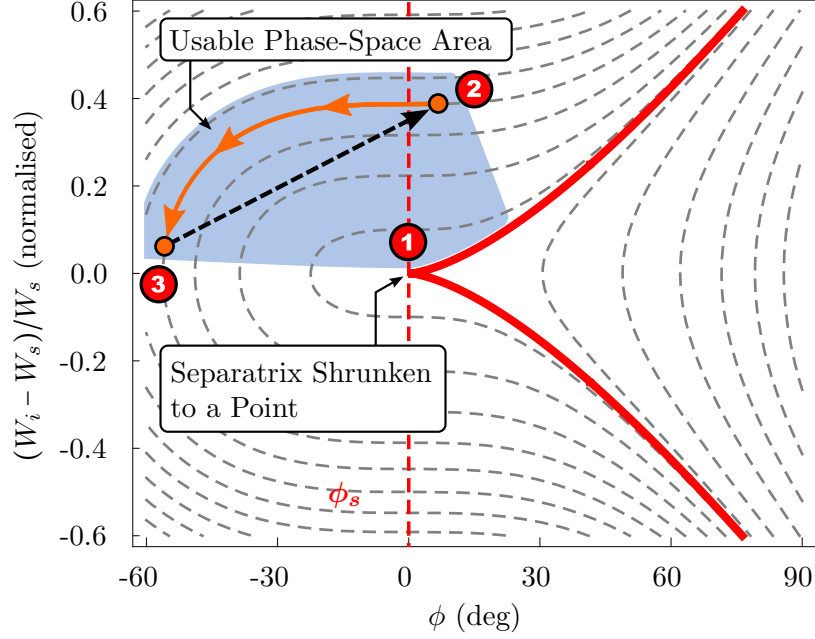 0.6
Usable Phase-Space Area
0.4
2
0.2
1
0.0
3
-0.2
Separatrix Shrunken
to a Point
-0.4
ϕₛ
-0.6
-60
-30
0
30
60
90
ϕ (deg)
(Wᵢ − Wₛ)/Wₛ (normalised)